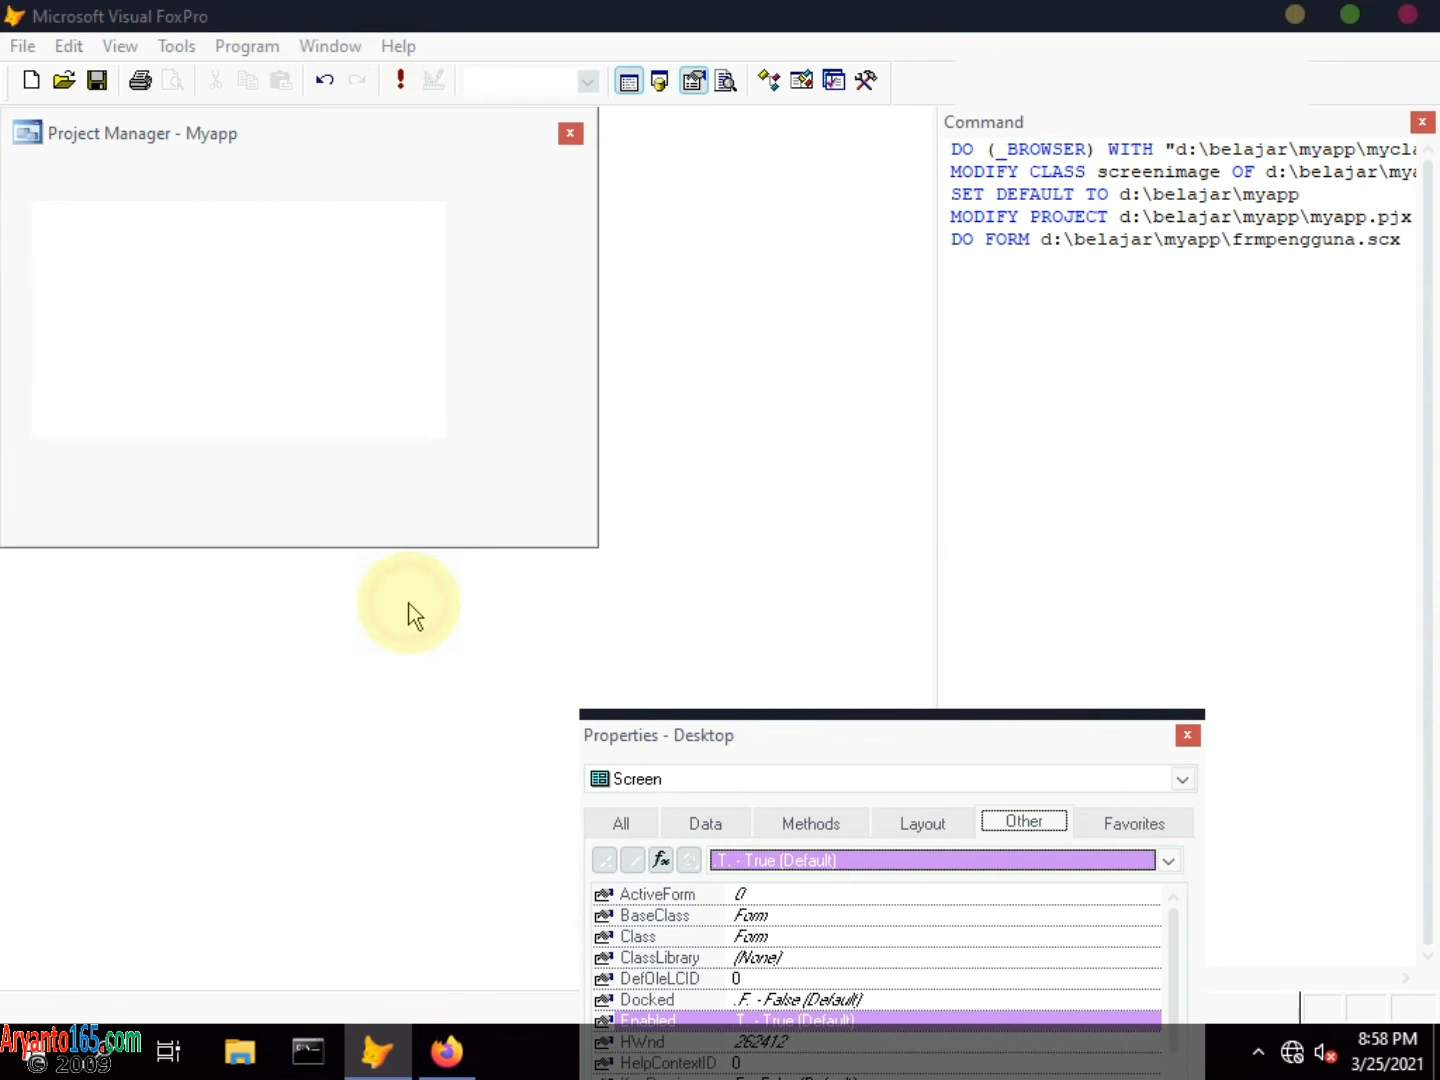 Microsoft Visual FoxPro
File Edit View Tools Program Window Help
Project Manager - Myapp
Command
DO (_BROWSER) WITH "d:\belajar\myapp\mycl
MODIFY CLASS screenimage OF d:\belajar\my
SET DEFAULT TO d:\belajar\myapp
MODIFY PROJECT d:\belajar\myapp\myapp.pjx
DO FORM d:\belajar\myapp\frmpengguna.scx
Properties - Desktop
Screen
All Data Methods Layout Other Favorites
.T. - True (Default)
ActiveForm 0
BaseClass Form
Class Form
ClassLibrary (None)
DefOleLCID 0
Docked .F. - False (Default)
Enabled .T. - True (Default)
HWnd 262412
HelpContextID 0
Aryanto165.com
© 2009
8:58 PM
3/25/2021